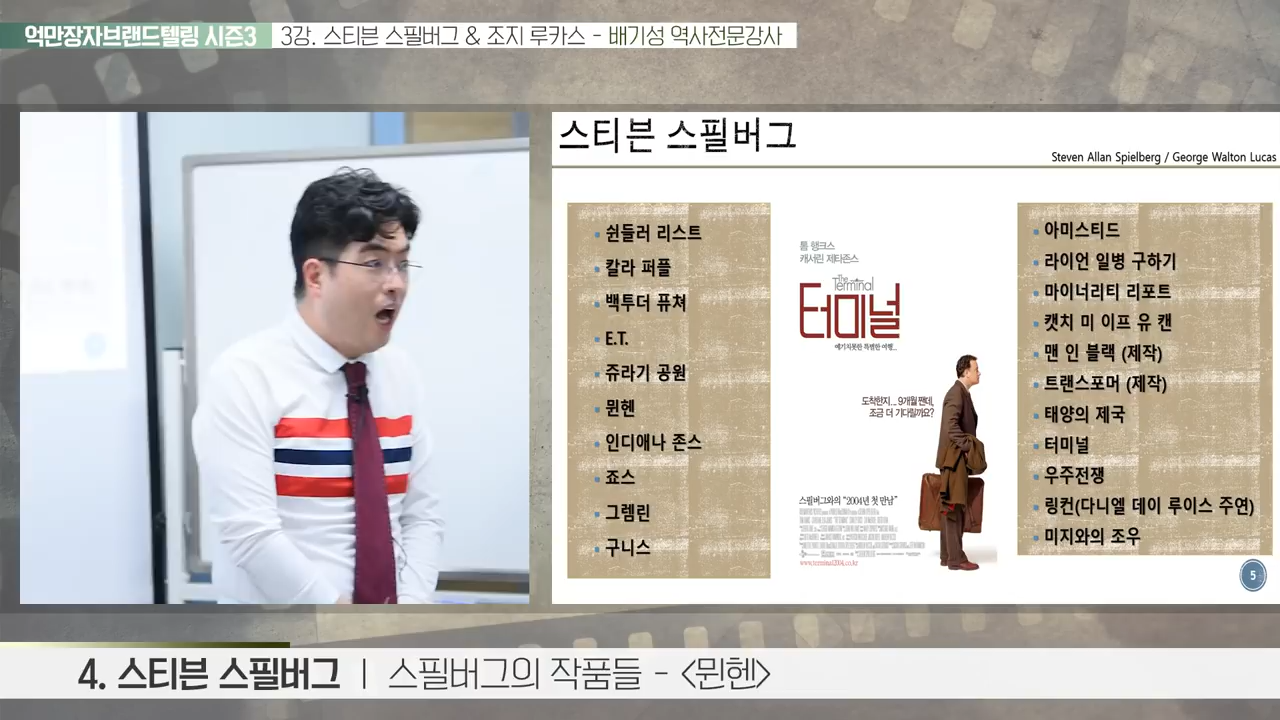 억만장자브랜드텔링 시즌3
3강. 스티븐 스필버그 & 조지 루카스 - 배기성 역사전문강사
스티븐 스필버그
Steven Allan Spielberg / George Walton Lucas
쉰들러 리스트
칼라 퍼플
백투더 퓨쳐
E.T.
쥬라기 공원
뮌헨
인디애나 존스
죠스
그렘린
구니스
톰 행크스
캐서린 제타존스
The Terminal
터미널
예기치못한 특별한 여행...
도착한지... 9개월 짼데,
조금 더 기다릴까요?
스필버그와의 "2004년 첫 만남"
www.terminal2004.co.kr
아미스티드
라이언 일병 구하기
마이너리티 리포트
캣치 미 이프 유 캔
맨 인 블랙 (제작)
트랜스포머 (제작)
태양의 제국
터미널
우주전쟁
링컨(다니엘 데이 루이스 주연)
미지와의 조우
5
4. 스티븐 스필버그 | 스필버그의 작품들 - <뮌헨>